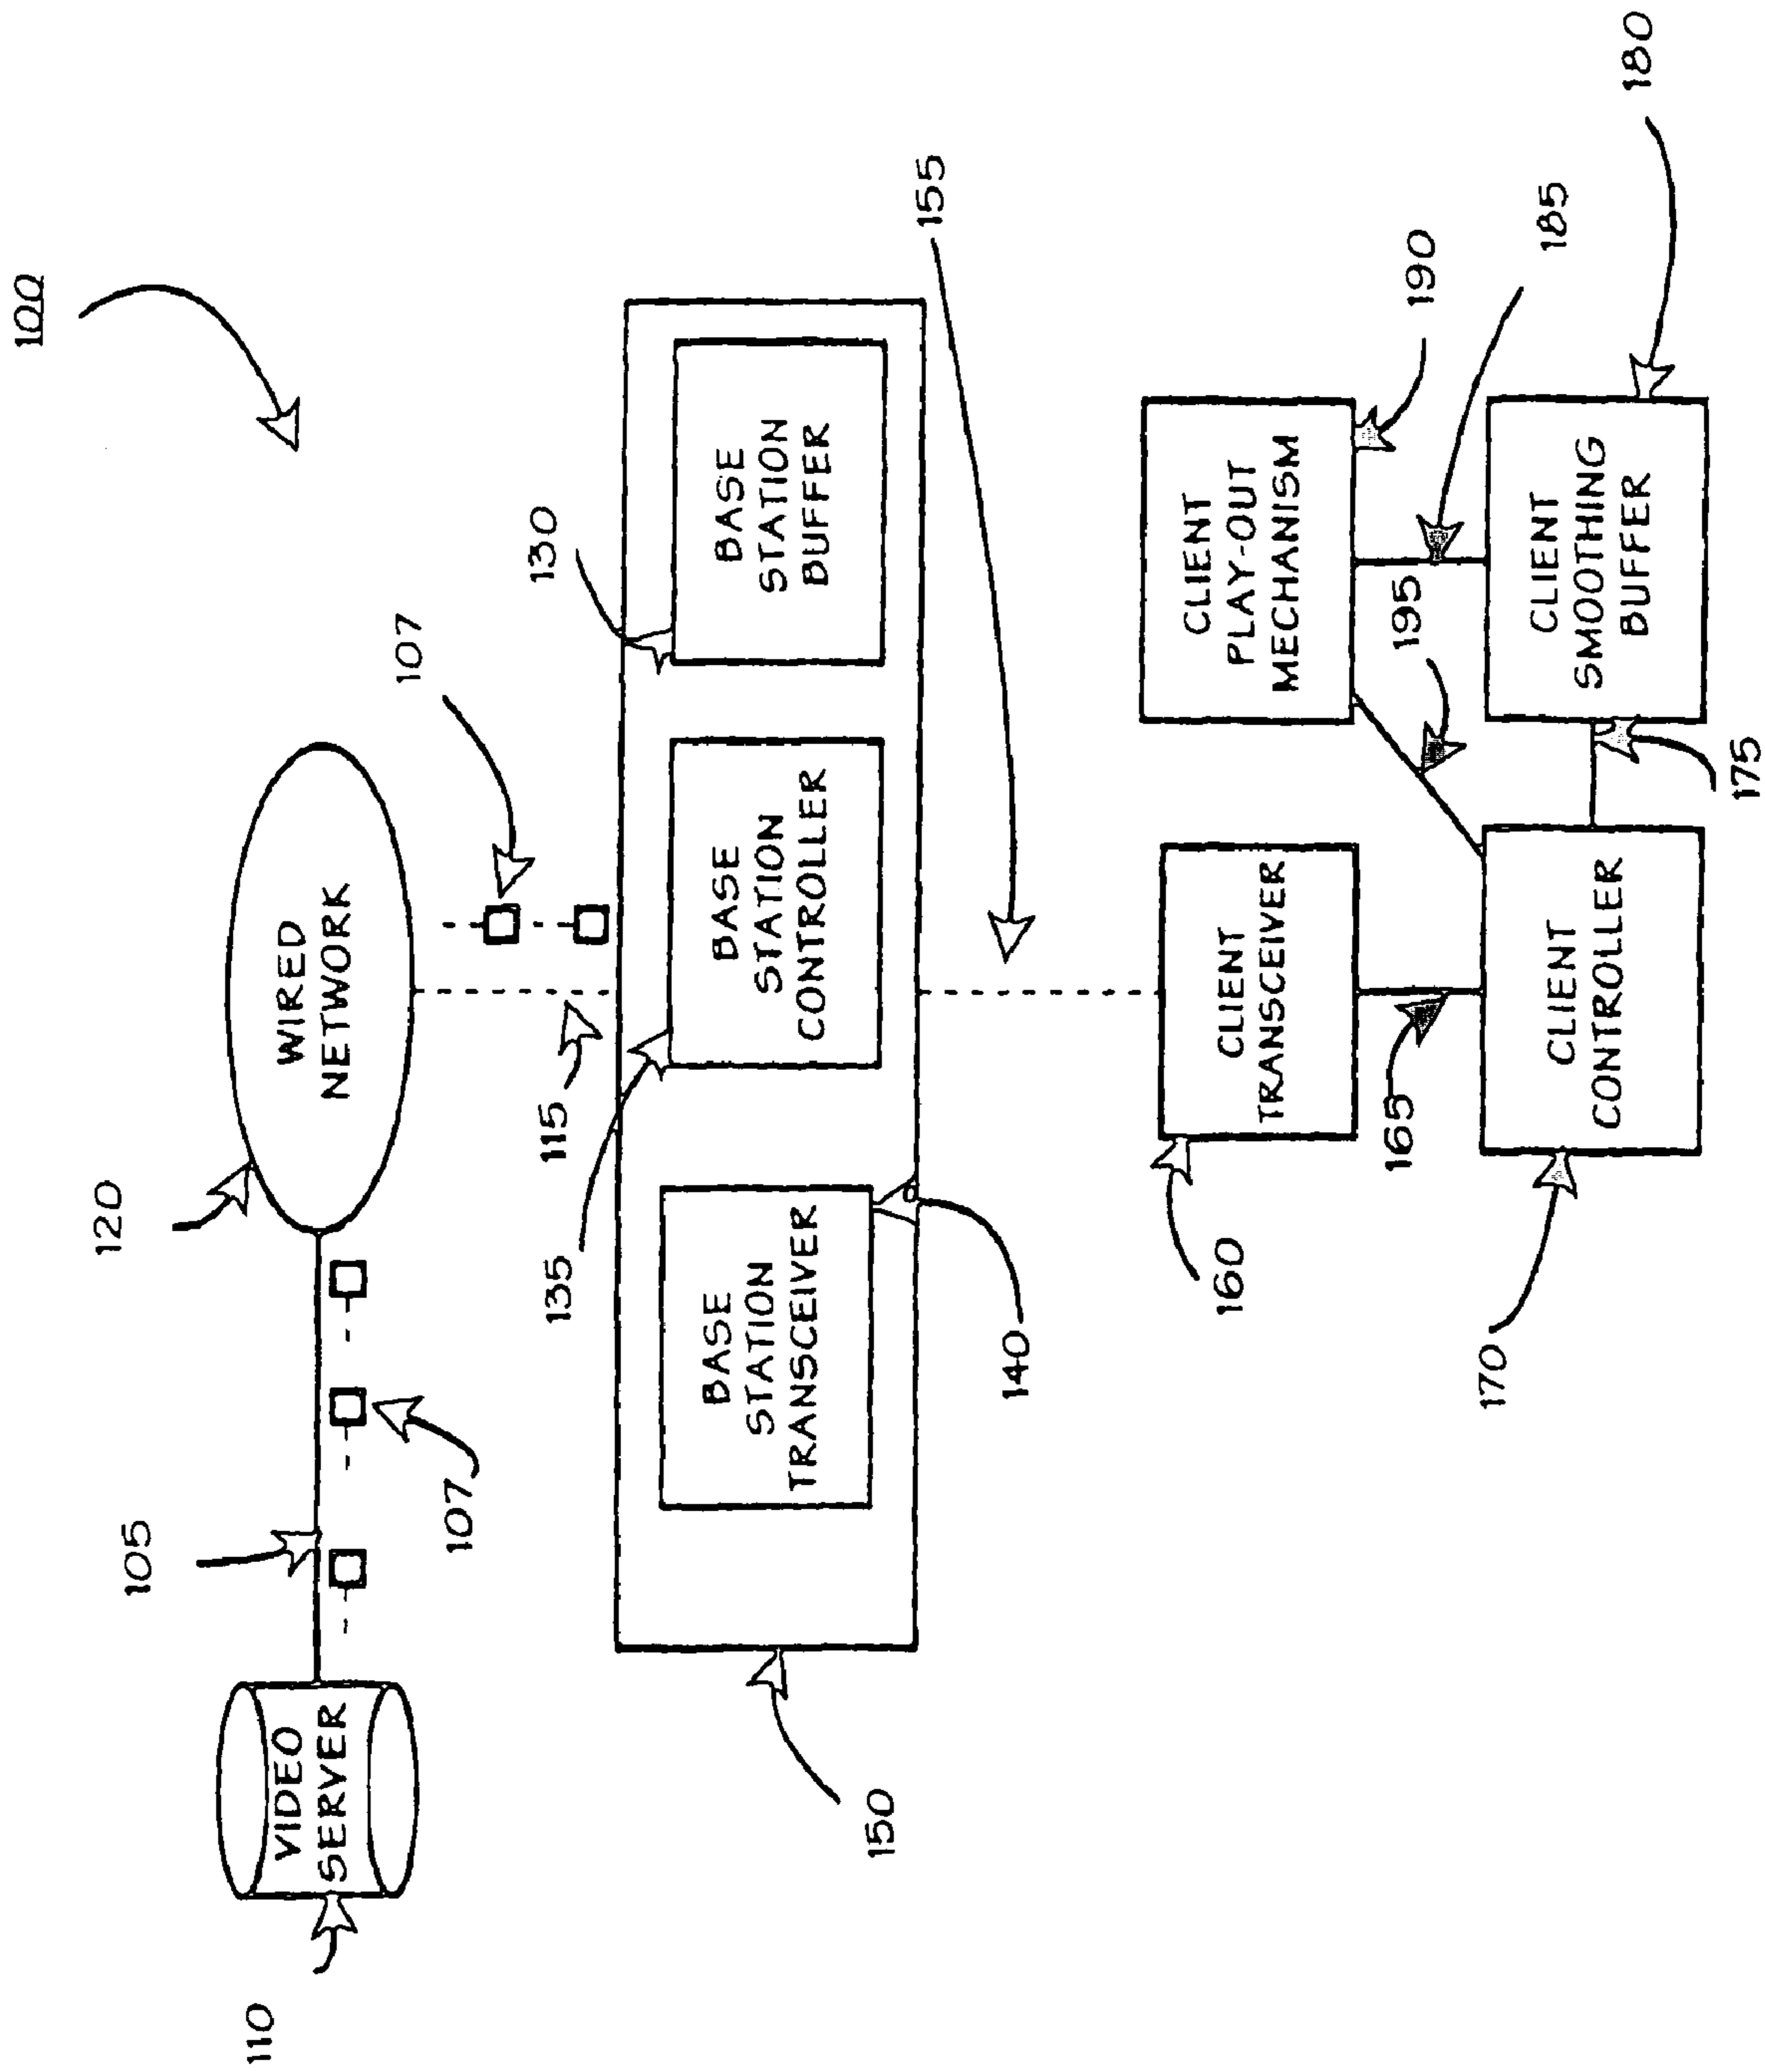 100
110
VIDEO
SERVER
105
107
120
WIRED
NETWORK
107
115
130
135
150
BASE
STATION
TRANSCEIVER
BASE
STATION
CONTROLLER
BASE
STATION
BUFFER
140
155
160
CLIENT
TRANSCEIVER
CLIENT
PLAY-OUT
MECHANISM
190
165
195
185
170
CLIENT
CONTROLLER
CLIENT
SMOOTHING
BUFFER
180
175